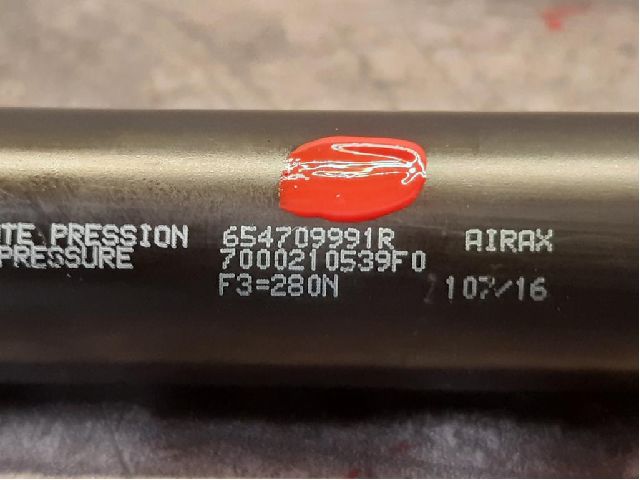 TE PRESSION 654709991R AIRAX
PRESSURE 7000210539F0
F3=280N 107/16